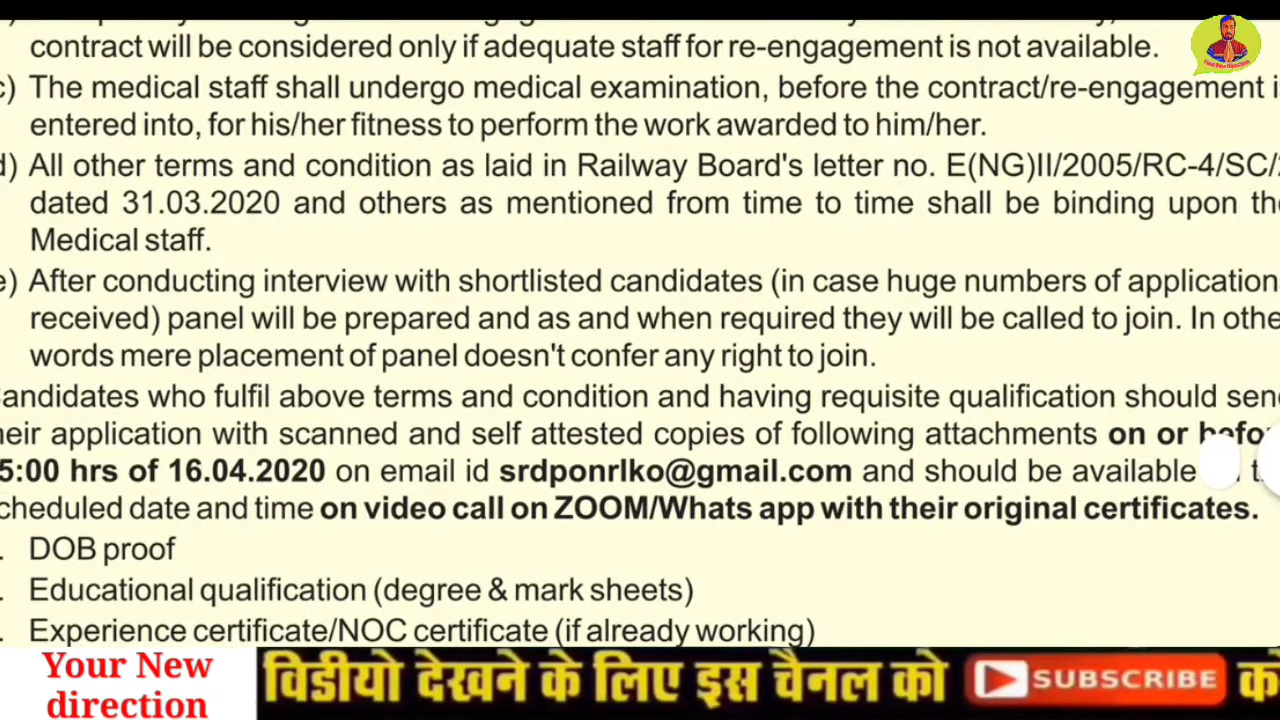 contract will be considered only if adequate staff for re-engagement is not available.
c) The medical staff shall undergo medical examination, before the contract/re-engagement
entered into, for his/her fitness to perform the work awarded to him/her.
d) All other terms and condition as laid in Railway Board's letter no. E(NG)II/2005/RC-4/SC/
dated 31.03.2020 and others as mentioned from time to time shall be binding upon
Medical staff.
e) After conducting interview with shortlisted candidates (in case huge numbers of application
received) panel will be prepared and as and when required they will be called to join. In
words mere placement of panel doesn't confer any right to join.
andidates who fulfil above terms and condition and having requisite qualification should
heir application with scanned and self attested copies of following attachments on or
5:00 hrs of 16.04.2020 on email id srdponrlko@gmail.com and should be available
cheduled date and time on video call on ZOOM/Whats app with their original certificates.
. DOB proof
. Educational qualification (degree & mark sheets)
. Experience certificate/NOC certificate (if already working)
Your New
direction
विडीयो देखने के लिए इस चैनल को SUBSCRIBE